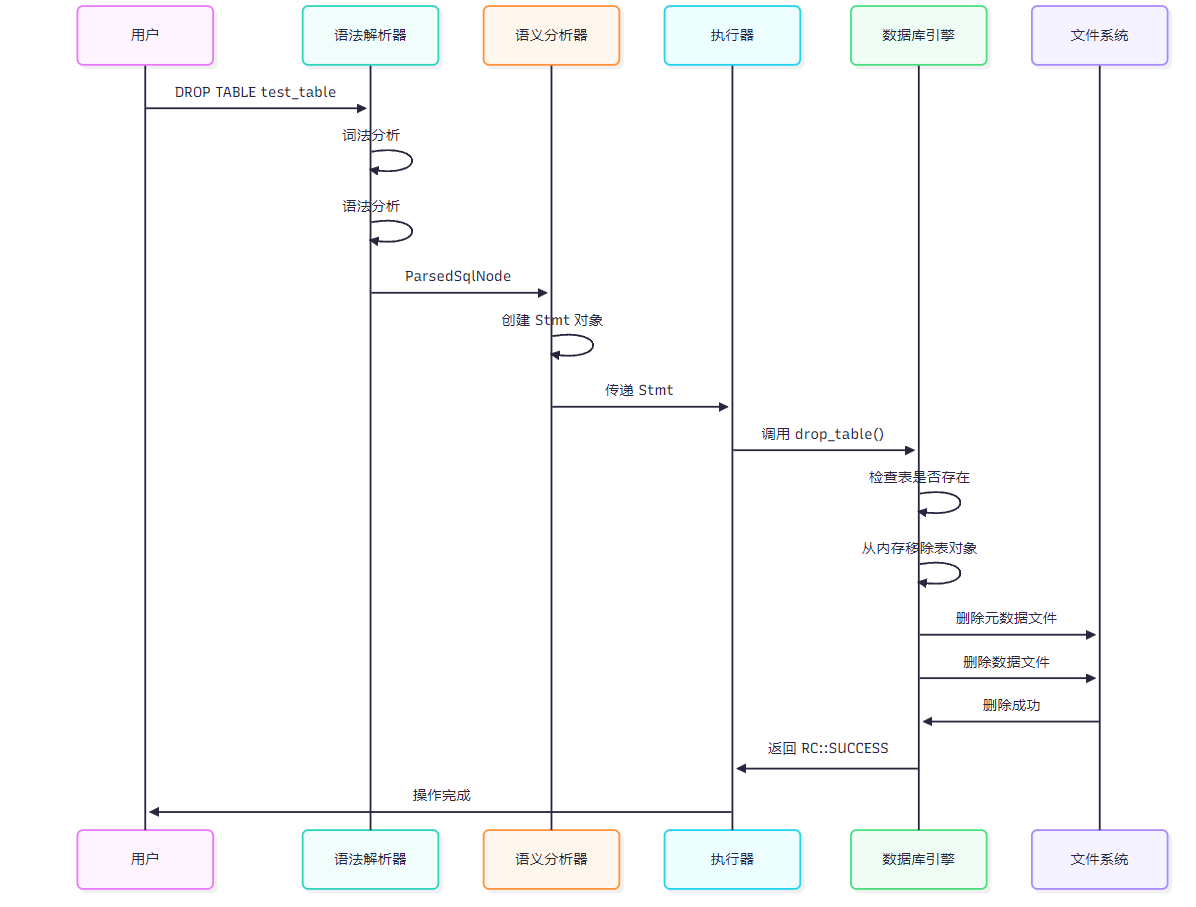 用户
语法解析器
语义分析器
执行器
数据库引擎
文件系统
DROP TABLE test_table
词法分析
语法分析
ParsedSqlNode
创建 Stmt 对象
传递 Stmt
调用 drop_table()
检查表是否存在
从内存移除表对象
删除元数据文件
删除数据文件
删除成功
返回 RC::SUCCESS
操作完成
用户
语法解析器
语义分析器
执行器
数据库引擎
文件系统